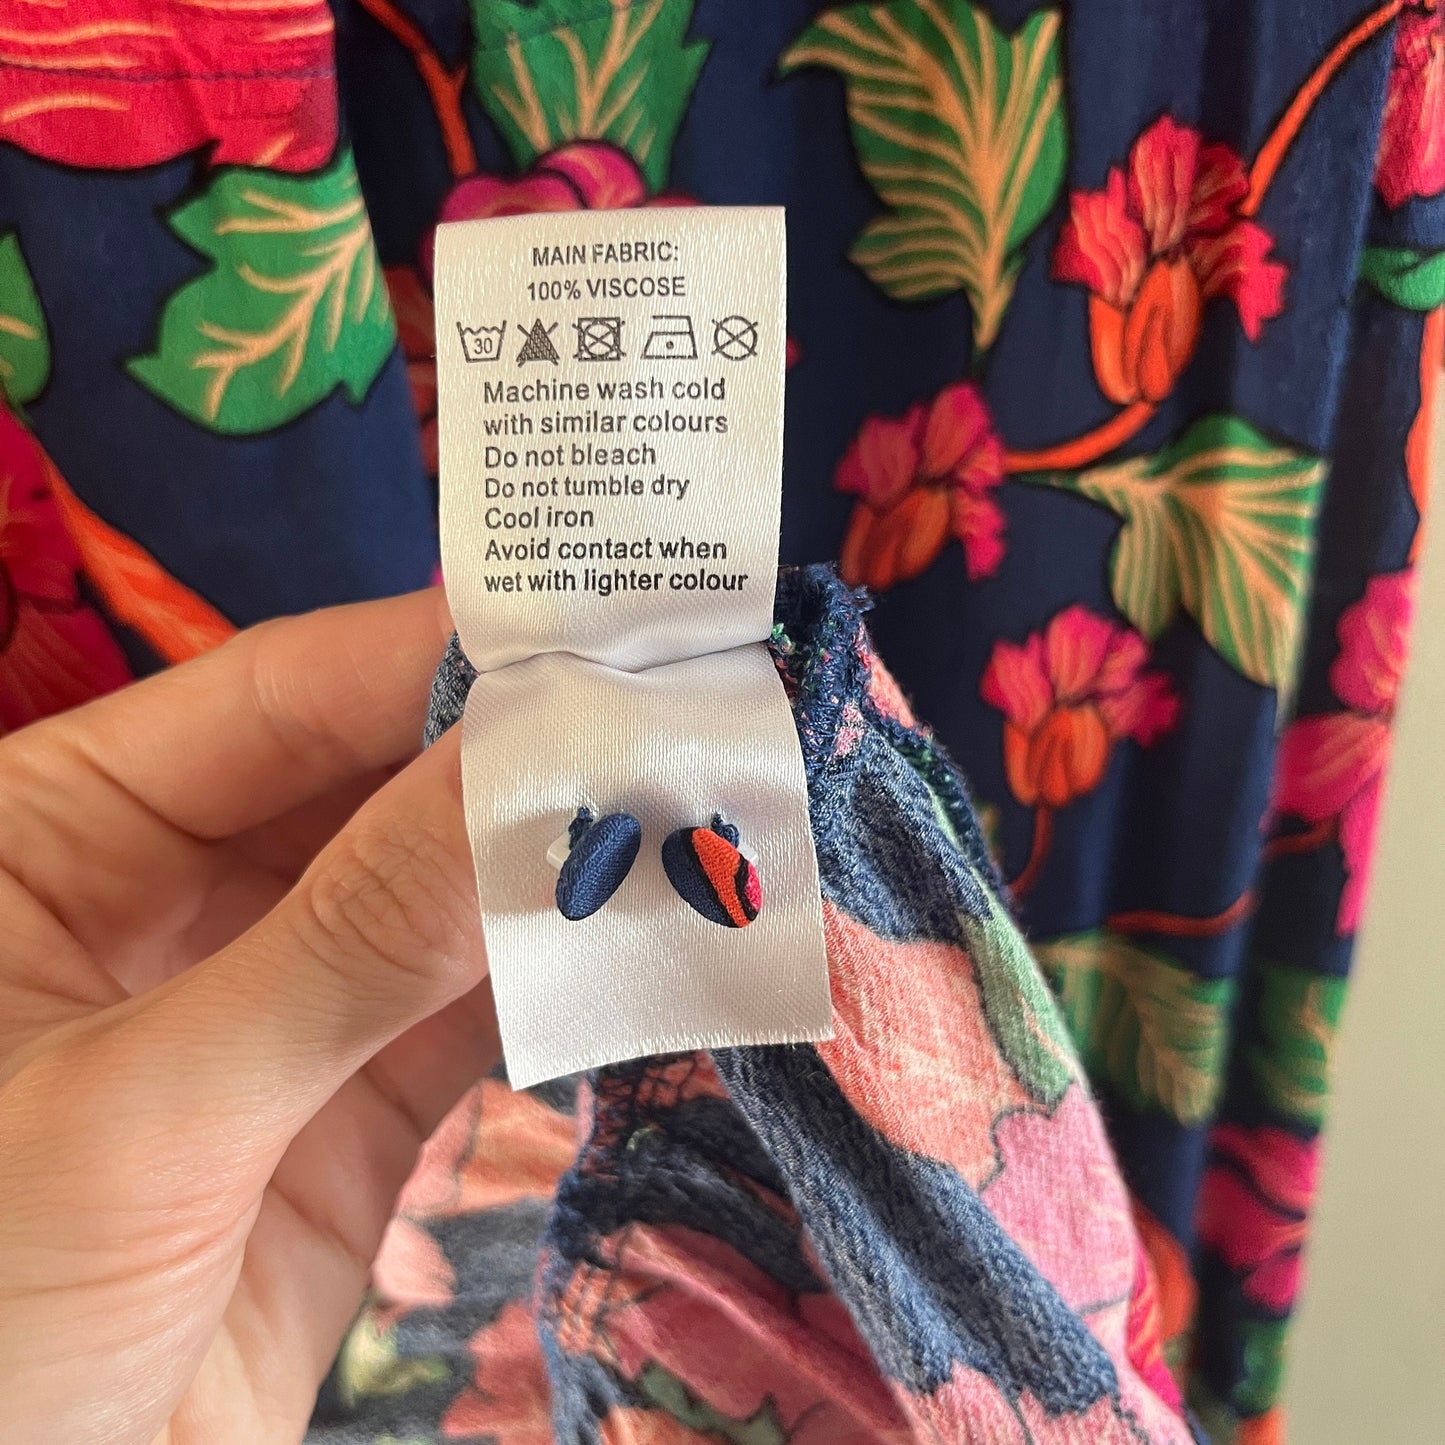 MAIN FABRIC:
100% VISCOSE
30
Machine wash cold
with similar colours
Do not bleach
Do not tumble dry
Cool iron
Avoid contact when
wet with lighter colour